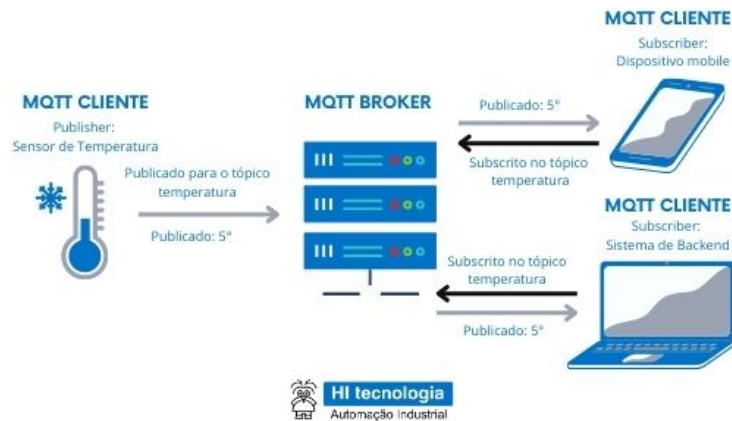 MQTT CLIENTE
Publisher:
Sensor de Temperatura
Publicado para o tópico
temperatura
Publicado: 5°
MQTT BROKER
Publicado: 5°
Subscrito no tópico
temperatura
MQTT CLIENTE
Subscriber:
Dispositivo mobile
Subscrito no tópico
temperatura
Publicado: 5°
MQTT CLIENTE
Subscriber:
Sistema de Backend
HI tecnologia
Automação Industrial